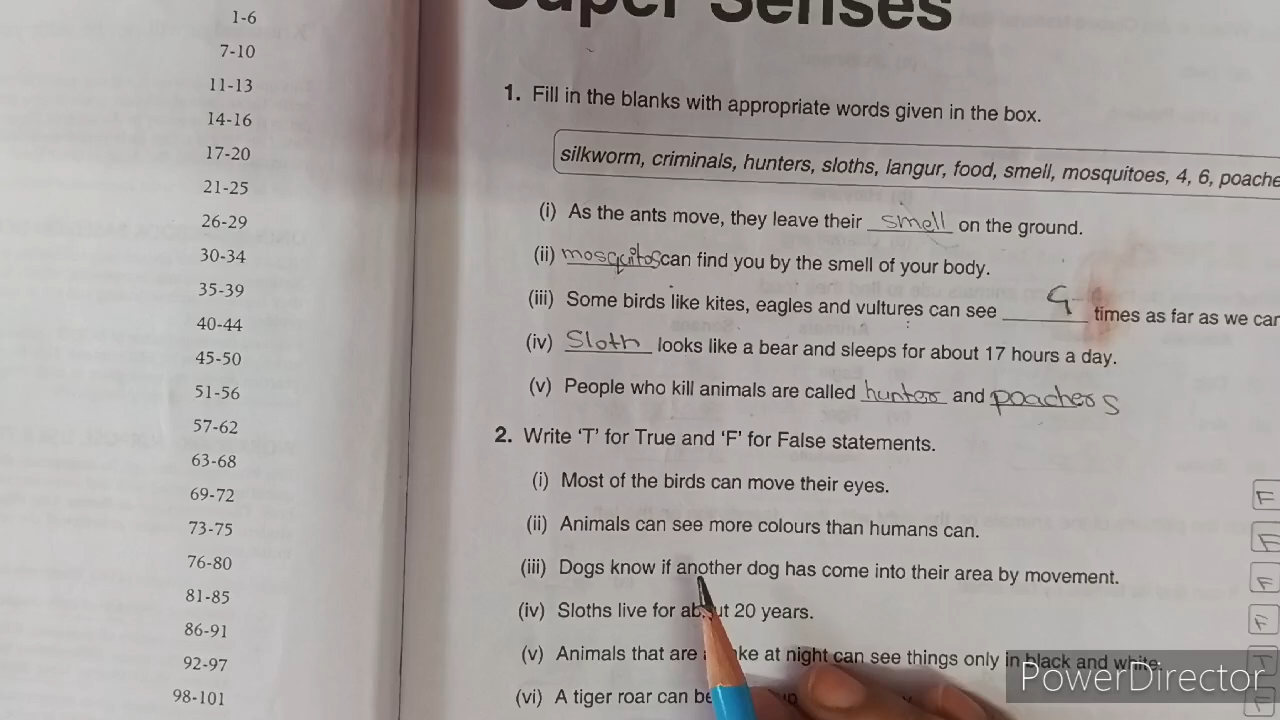 1-6
7-10
11-13
14-16
17-20
21-25
26-29
30-34
35-39
40-44
45-50
51-56
57-62
63-68
69-72
73-75
76-80
81-85
86-91
92-97
98-101
Super Senses
1. Fill in the blanks with appropriate words given in the box.
silkworm, criminals, hunters, sloths, langur, food, smell, mosquitoes, 4, 6, poache
(i) As the ants move, they leave their smell on the ground.
(ii) mosquitos can find you by the smell of your body.
(iii) Some birds like kites, eagles and vultures can see 4 times as far as we can
(iv) Sloth looks like a bear and sleeps for about 17 hours a day.
(v) People who kill animals are called hunter and poachers
2. Write 'T' for True and 'F' for False statements.
(i) Most of the birds can move their eyes. F
(ii) Animals can see more colours than humans can. F
(iii) Dogs know if another dog has come into their area by movement. F
(iv) Sloths live for about 20 years. F
(v) Animals that are at night can see things only in black and white. T
(vi) A tiger roar can be F
PowerDirector